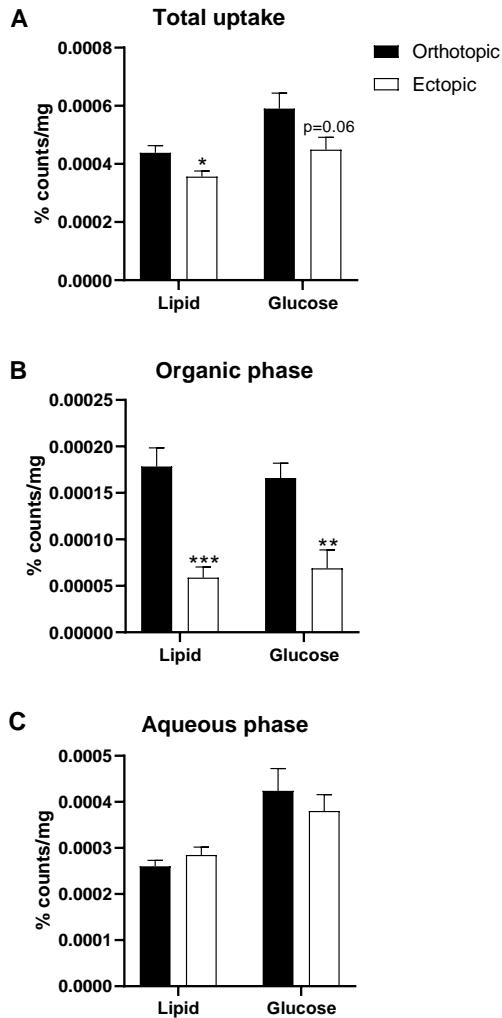 A
Total uptake
Orthotopic
Ectopic
% counts/mg
0.0008
0.0006
0.0004
0.0002
0.0000
*
p=0.06
Lipid Glucose
B
Organic phase
% counts/mg
0.00025
0.00020
0.00015
0.00010
0.00005
0.00000
***
**
Lipid Glucose
C
Aqueous phase
% counts/mg
0.0005
0.0004
0.0003
0.0002
0.0001
0.0000
Lipid Glucose